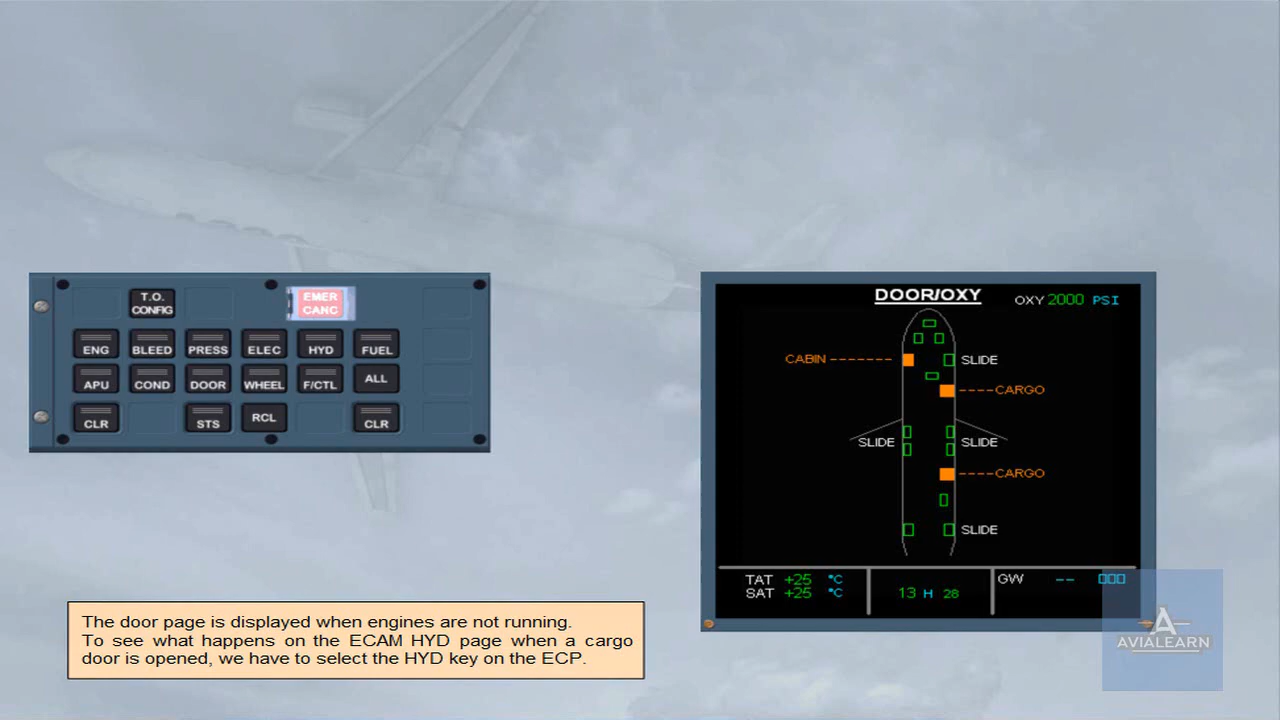 T.O.
CONFIG
EMER
CANC
ENG BLEED PRESS ELEC HYD FUEL
APU COND DOOR WHEEL F/CTL ALL
CLR STS RCL CLR
DOOR/OXY OXY 2000 PSI
CABIN -------- SLIDE
----CARGO
SLIDE SLIDE
----CARGO
SLIDE
TAT +25 °C
SAT +25 °C
13 H 28
GW --
The door page is displayed when engines are not running.
To see what happens on the ECAM HYD page when a cargo
door is opened, we have to select the HYD key on the ECP.
AVIALEARN